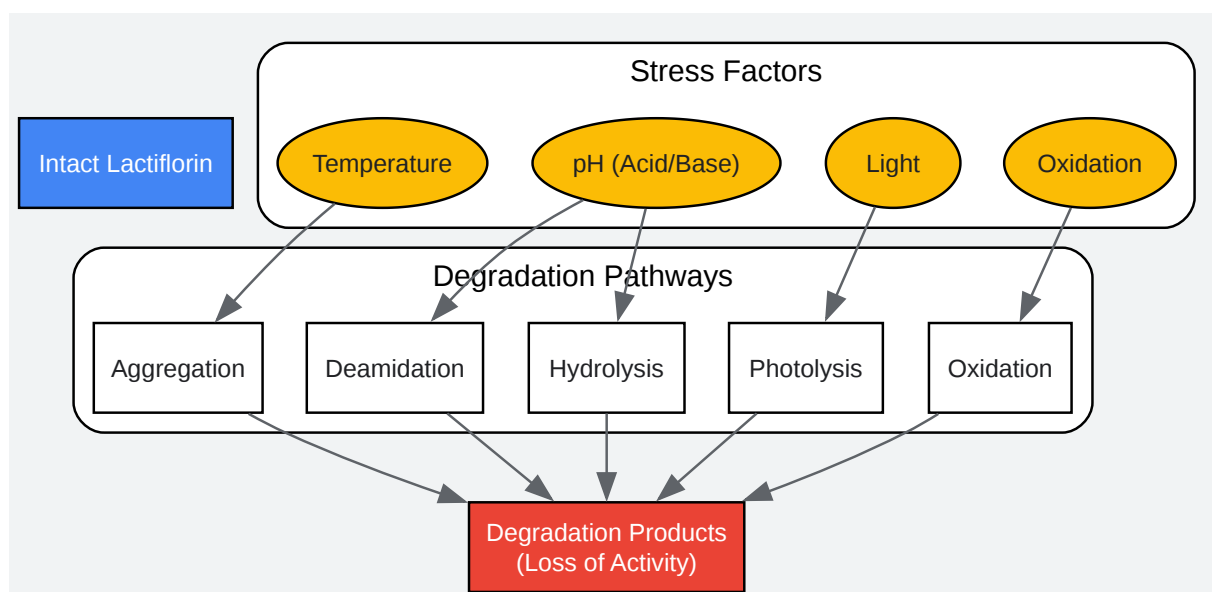 Stress Factors
Intact Lactiflorin
Temperature
pH (Acid/Base)
Light
Oxidation
Degradation Pathways
Aggregation
Deamidation
Hydrolysis
Photolysis
Oxidation
Degradation Products
(Loss of Activity)